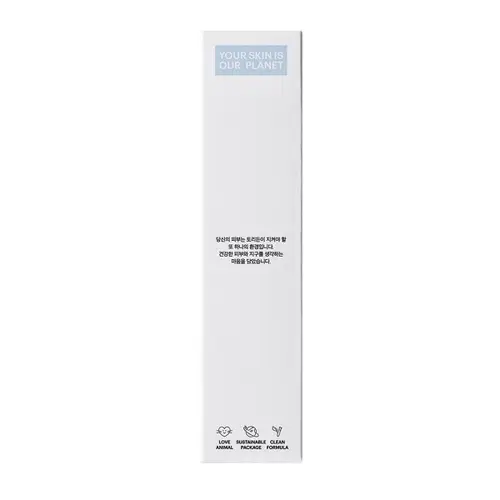 YOUR SKIN IS
OUR PLANET
당신의 피부는 토리든이 지켜야 할
또 하나의 환경입니다.
건강한 피부와 지구를 생각하는
마음을 담았습니다.
LOVE ANIMAL
SUSTAINABLE PACKAGE
CLEAN FORMULA